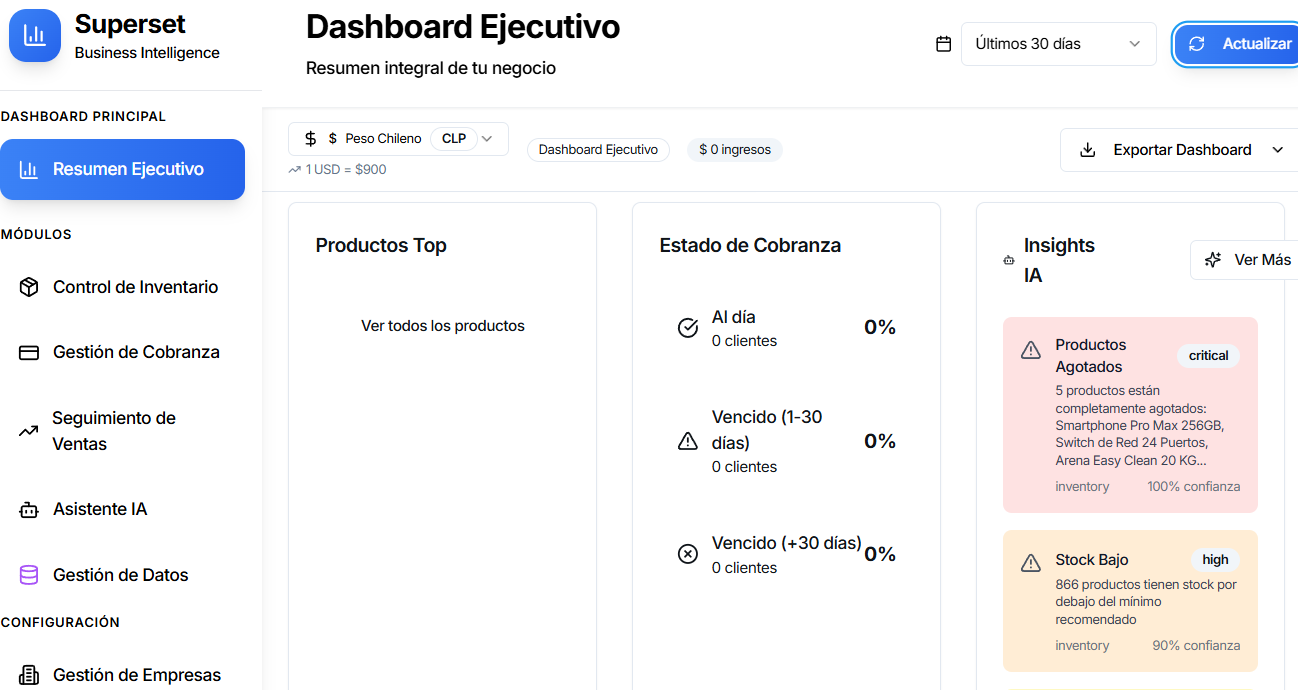 Superset
Business Intelligence
DASHBOARD PRINCIPAL
Resumen Ejecutivo
MÓDULOS
Control de Inventario
Gestión de Cobranza
Seguimiento de
Ventas
Asistente IA
Gestión de Datos
CONFIGURACIÓN
Gestión de Empresas
Dashboard Ejecutivo
Resumen integral de tu negocio
Últimos 30 días
Actualizar
$ $ Peso Chileno CLP
1 USD = $900
Dashboard Ejecutivo
$ 0 ingresos
Exportar Dashboard
Productos Top
Ver todos los productos
Estado de Cobranza
Al día
0 clientes
0%
Vencido (1-30
días)
0 clientes
0%
Vencido (+30 días)
0 clientes
0%
Insights
IA
Ver Más
Productos
Agotados
critical
5 productos están
completamente agotados:
Smartphone Pro Max 256GB,
Switch de Red 24 Puertos,
Arena Easy Clean 20 KG...
inventory 100% confianza
Stock Bajo
high
866 productos tienen stock por
debajo del mínimo
recomendado
inventory 90% confianza